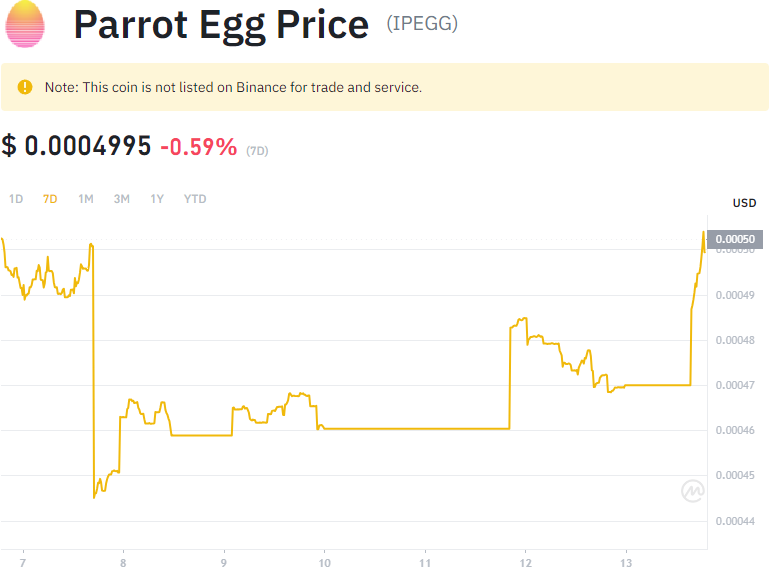 Parrot Egg Price (IPEGG)
Note: This coin is not listed on Binance for trade and service.
$ 0.0004995 -0.59% (7D)
1D 7D 1M 3M 1Y YTD
USD
0.00050
0.00050
0.00049
0.00048
0.00047
0.00046
0.00045
0.00044
7 8 9 10 11 12 13